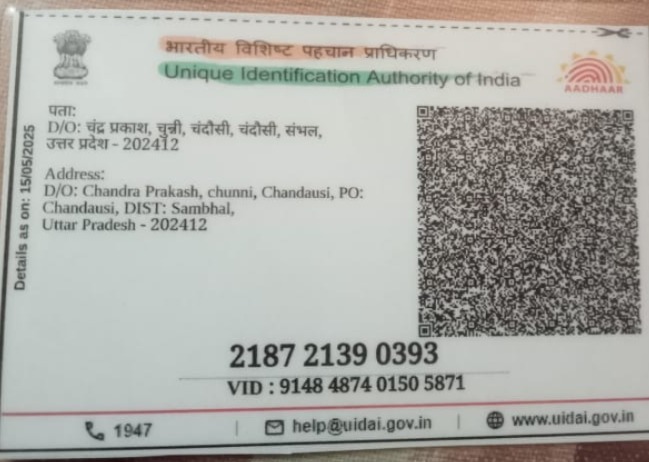 भारतीय विशिष्ट पहचान प्राधिकरण
Unique Identification Authority of India
AADHAAR
पता:
D/O: चंद्र प्रकाश, चुन्नी, चंदौसी, चंदौसी, संभल,
उत्तर प्रदेश - 202412
Address:
D/O: Chandra Prakash, chunni, Chandausi, PO:
Chandausi, DIST: Sambhal,
Uttar Pradesh - 202412
Details as on: 15/05/2025
2187 2139 0393
VID : 9148 4874 0150 5871
1947 | help@uidai.gov.in | www.uidai.gov.in